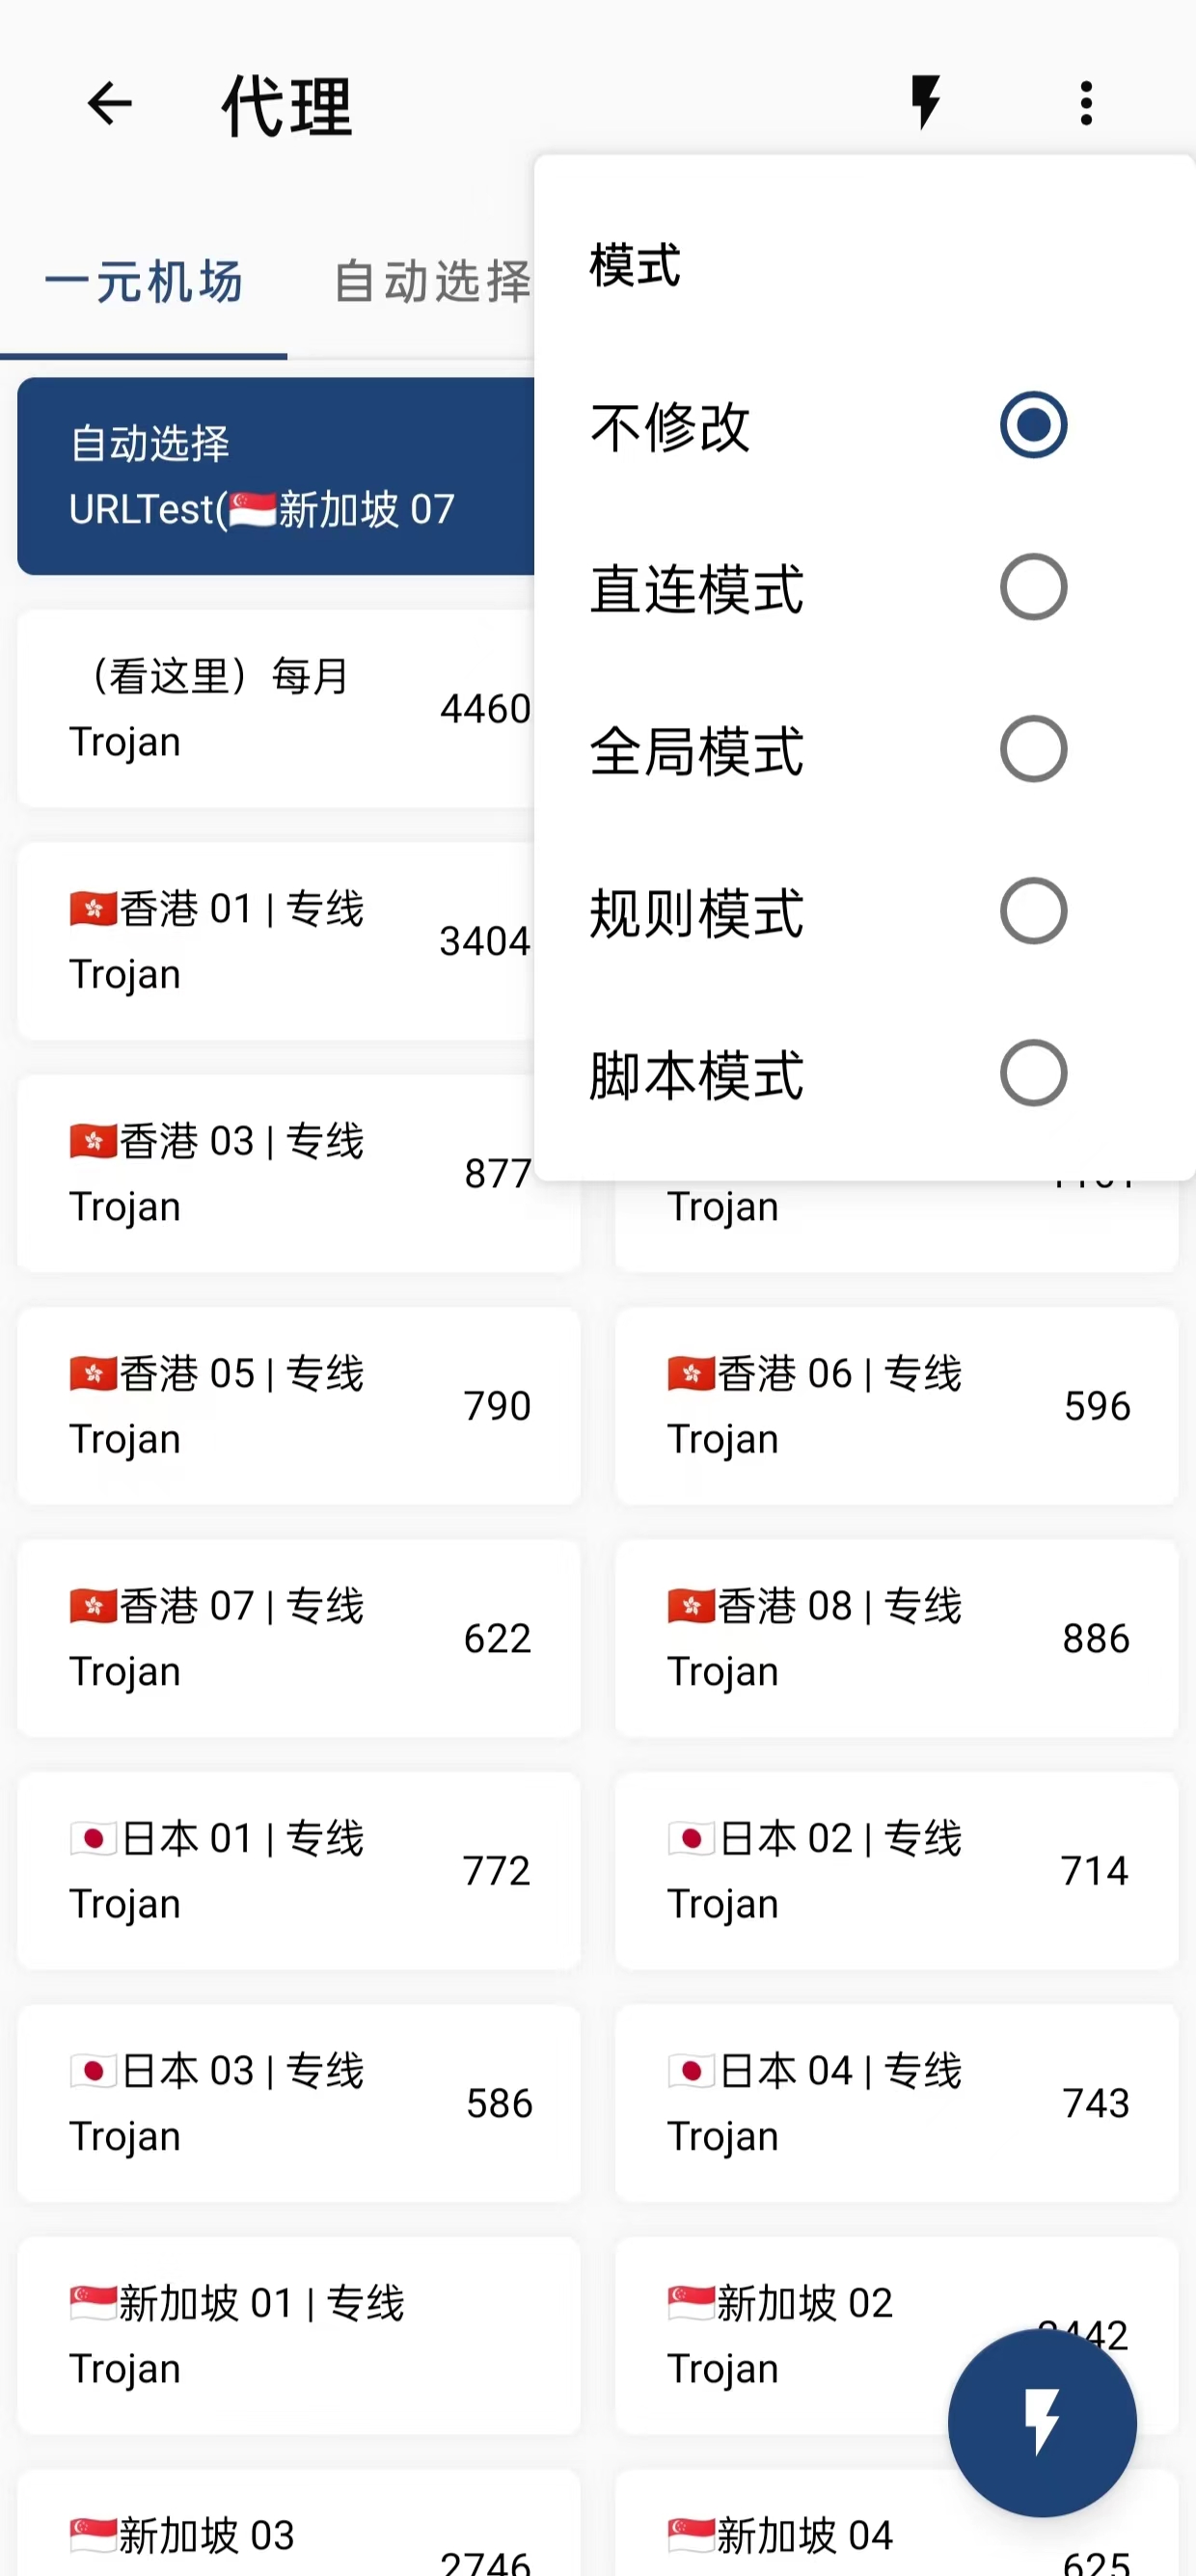 代理
一元机场
自动选择
模式
不修改
直连模式
全局模式
规则模式
脚本模式
自动选择
URLTest(🇸🇬新加坡 07
（看这里）每月
Trojan
4460
🇭🇰香港 01 | 专线
Trojan
3404
🇭🇰香港 03 | 专线
Trojan
877
Trojan
🇭🇰香港 05 | 专线
Trojan
790
🇭🇰香港 06 | 专线
Trojan
596
🇭🇰香港 07 | 专线
Trojan
622
🇭🇰香港 08 | 专线
Trojan
886
🇯🇵日本 01 | 专线
Trojan
772
🇯🇵日本 02 | 专线
Trojan
714
🇯🇵日本 03 | 专线
Trojan
586
🇯🇵日本 04 | 专线
Trojan
743
🇸🇬新加坡 01 | 专线
Trojan
🇸🇬新加坡 02
Trojan
🇸🇬新加坡 03
2746
🇸🇬新加坡 04
625